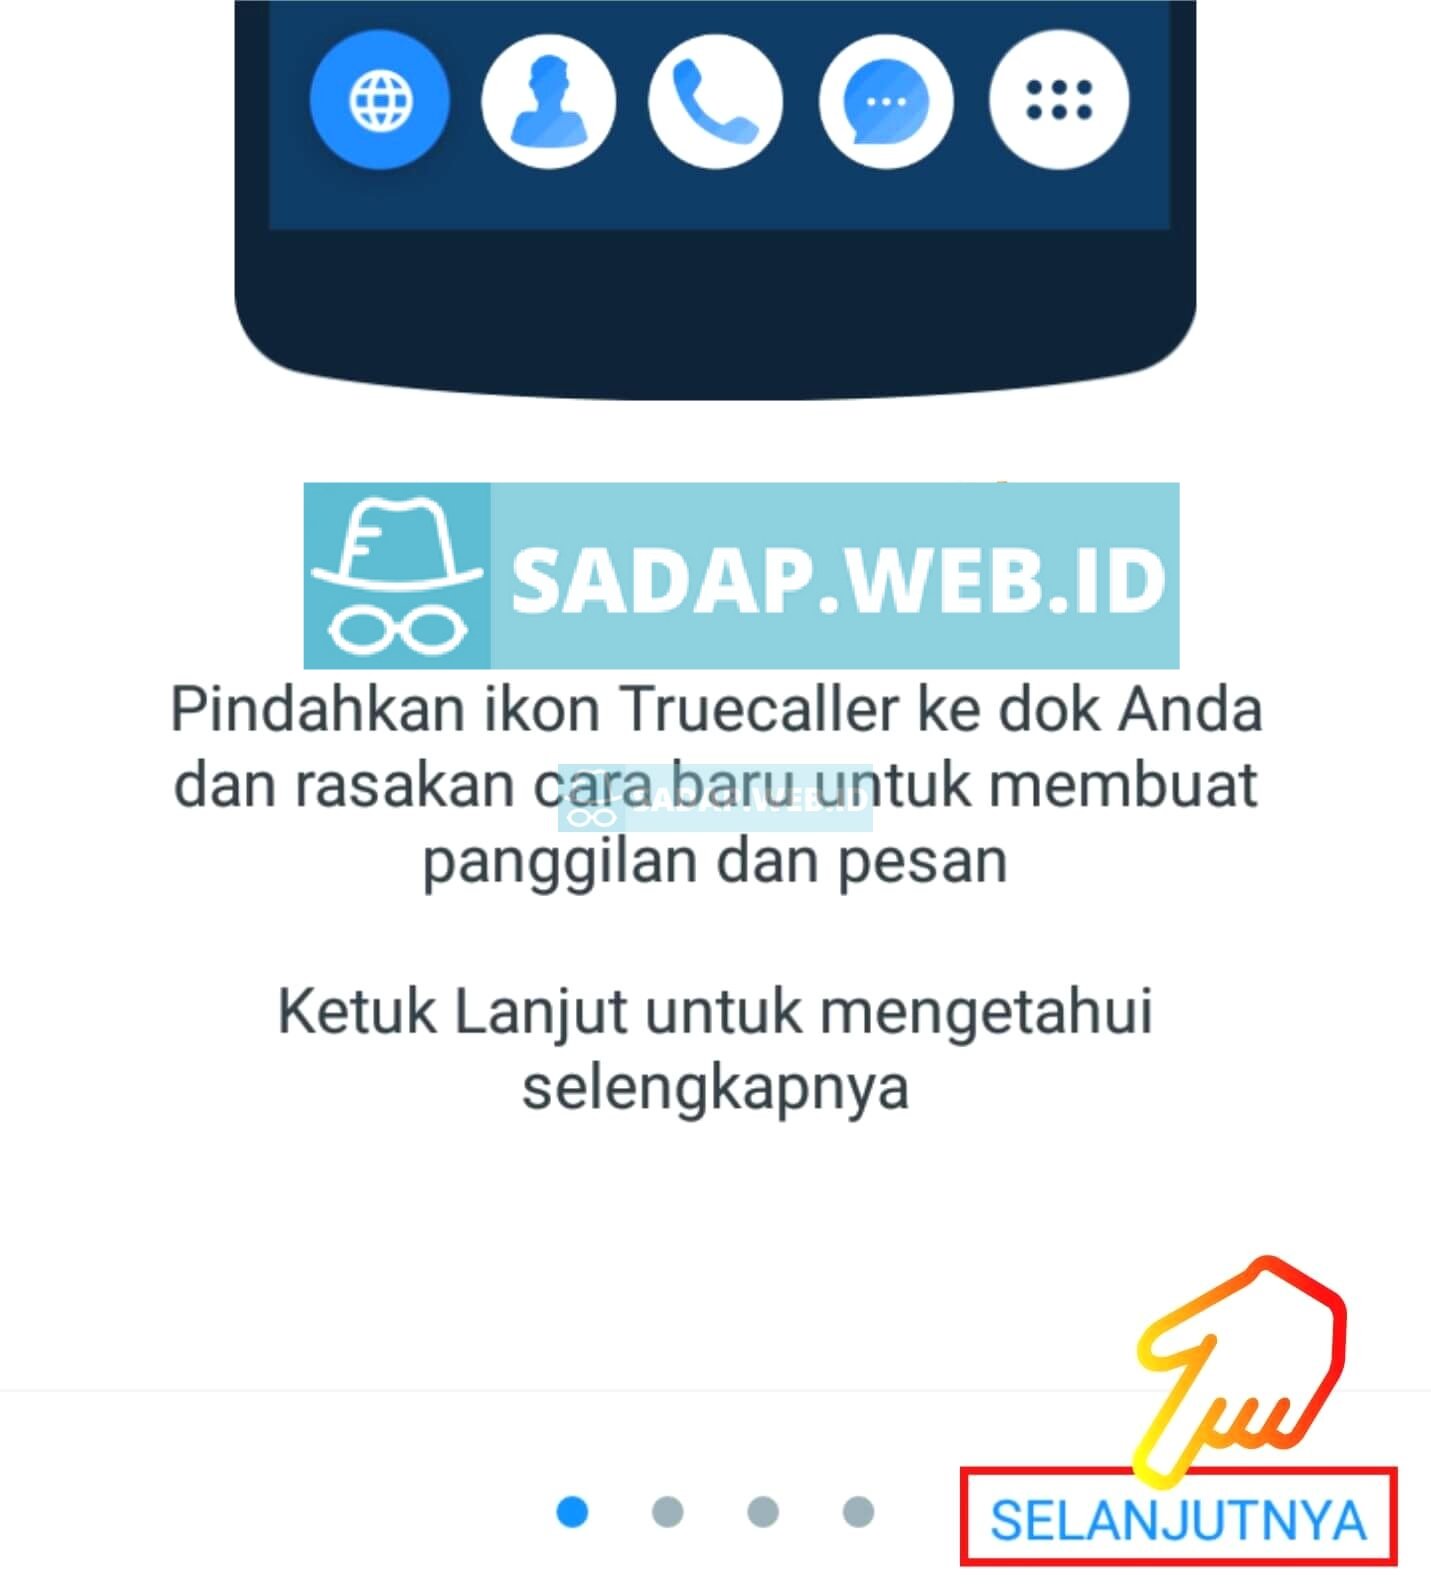 SADAP.WEB.ID
Pindahkan ikon Truecaller ke dok Anda
dan rasakan cara baru untuk membuat
SADAP.WEB.ID
panggilan dan pesan
Ketuk Lanjut untuk mengetahui
selengkapnya
SELANJUTNYA